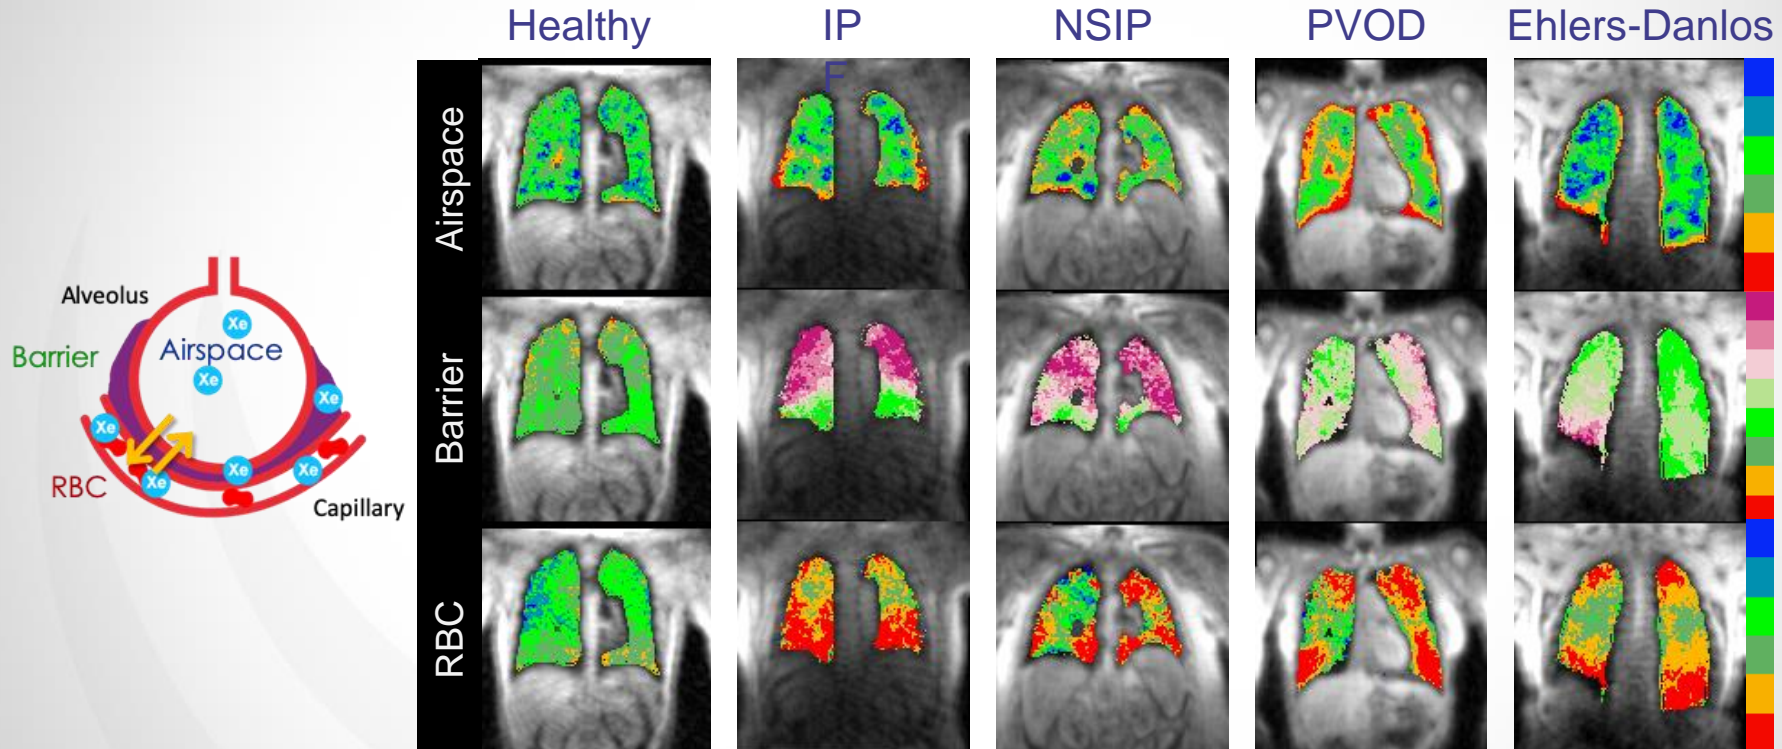 Healthy
IP
F
NSIP
PVOD
Ehlers-Danlos
Airspace
Barrier
RBC
Alveolus
Xe
Barrier
Airspace
Xe
Xe
Xe
Xe
Xe
Xe
RBC
Capillary